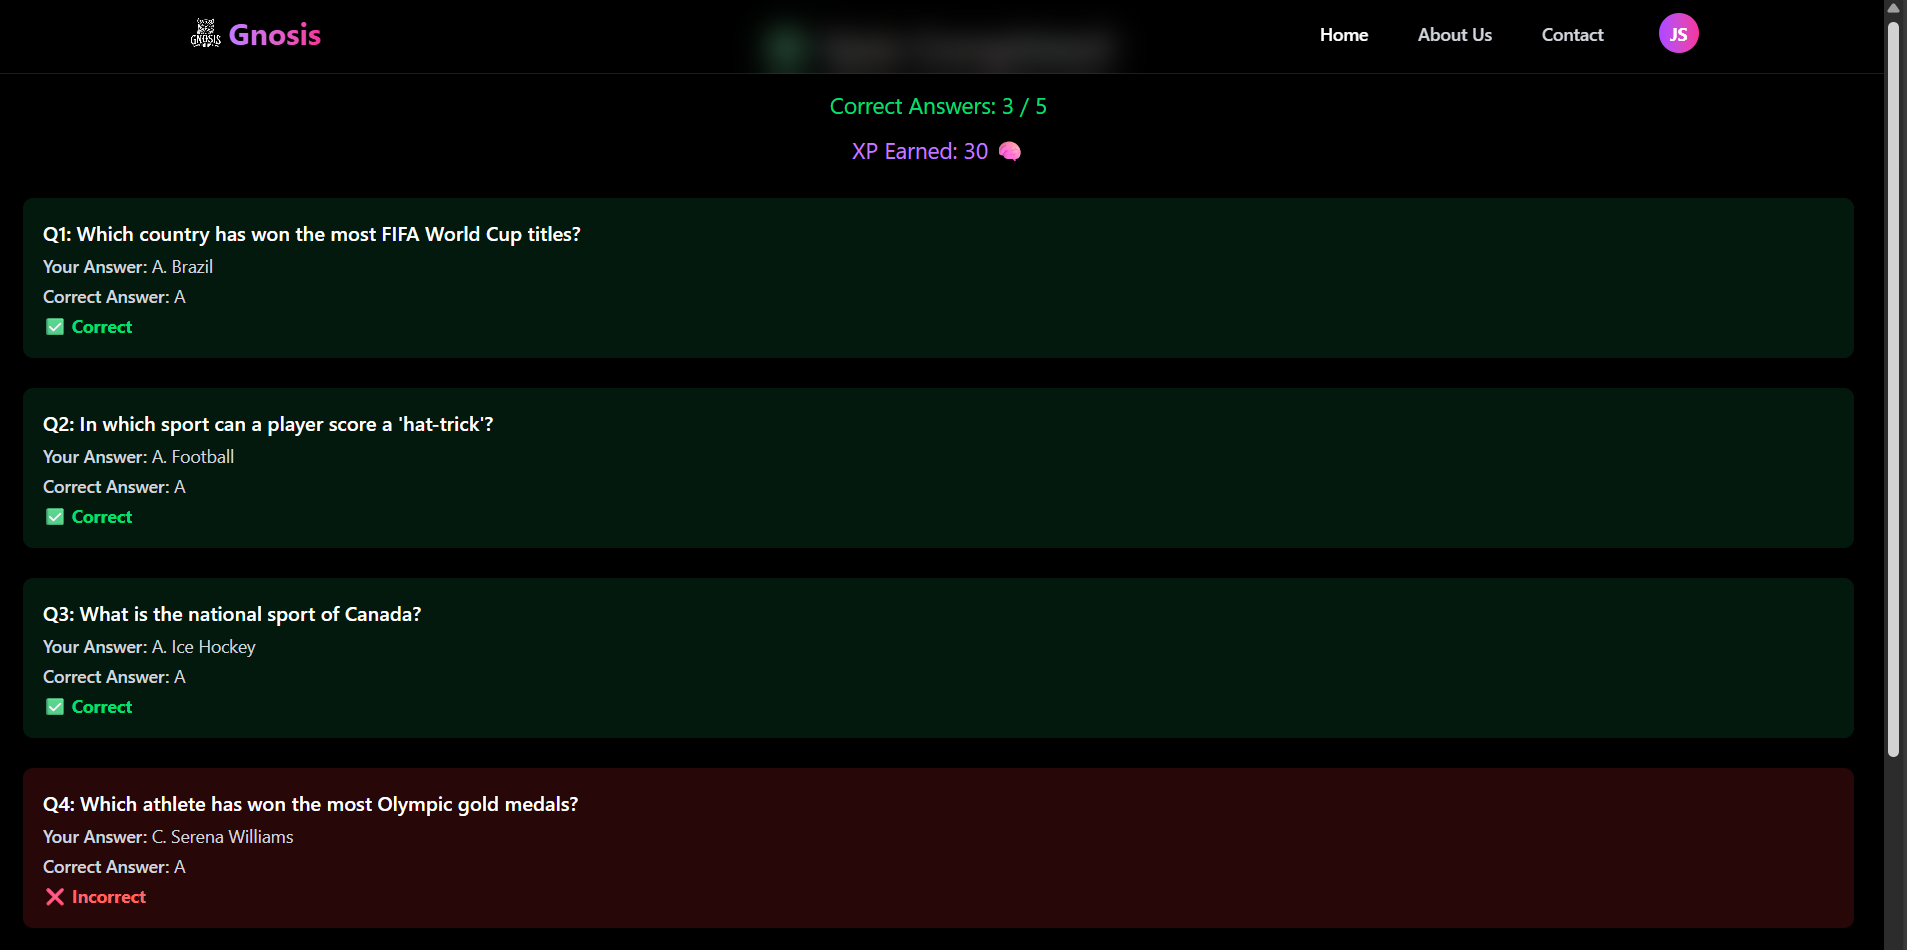 GNOSIS
Gnosis
Home
About Us
Contact
JS
Correct Answers: 3 / 5
XP Earned: 30 🧠
Q1: Which country has won the most FIFA World Cup titles?
Your Answer: A. Brazil
Correct Answer: A
✅ Correct
Q2: In which sport can a player score a 'hat-trick'?
Your Answer: A. Football
Correct Answer: A
✅ Correct
Q3: What is the national sport of Canada?
Your Answer: A. Ice Hockey
Correct Answer: A
✅ Correct
Q4: Which athlete has won the most Olympic gold medals?
Your Answer: C. Serena Williams
Correct Answer: A
❌ Incorrect